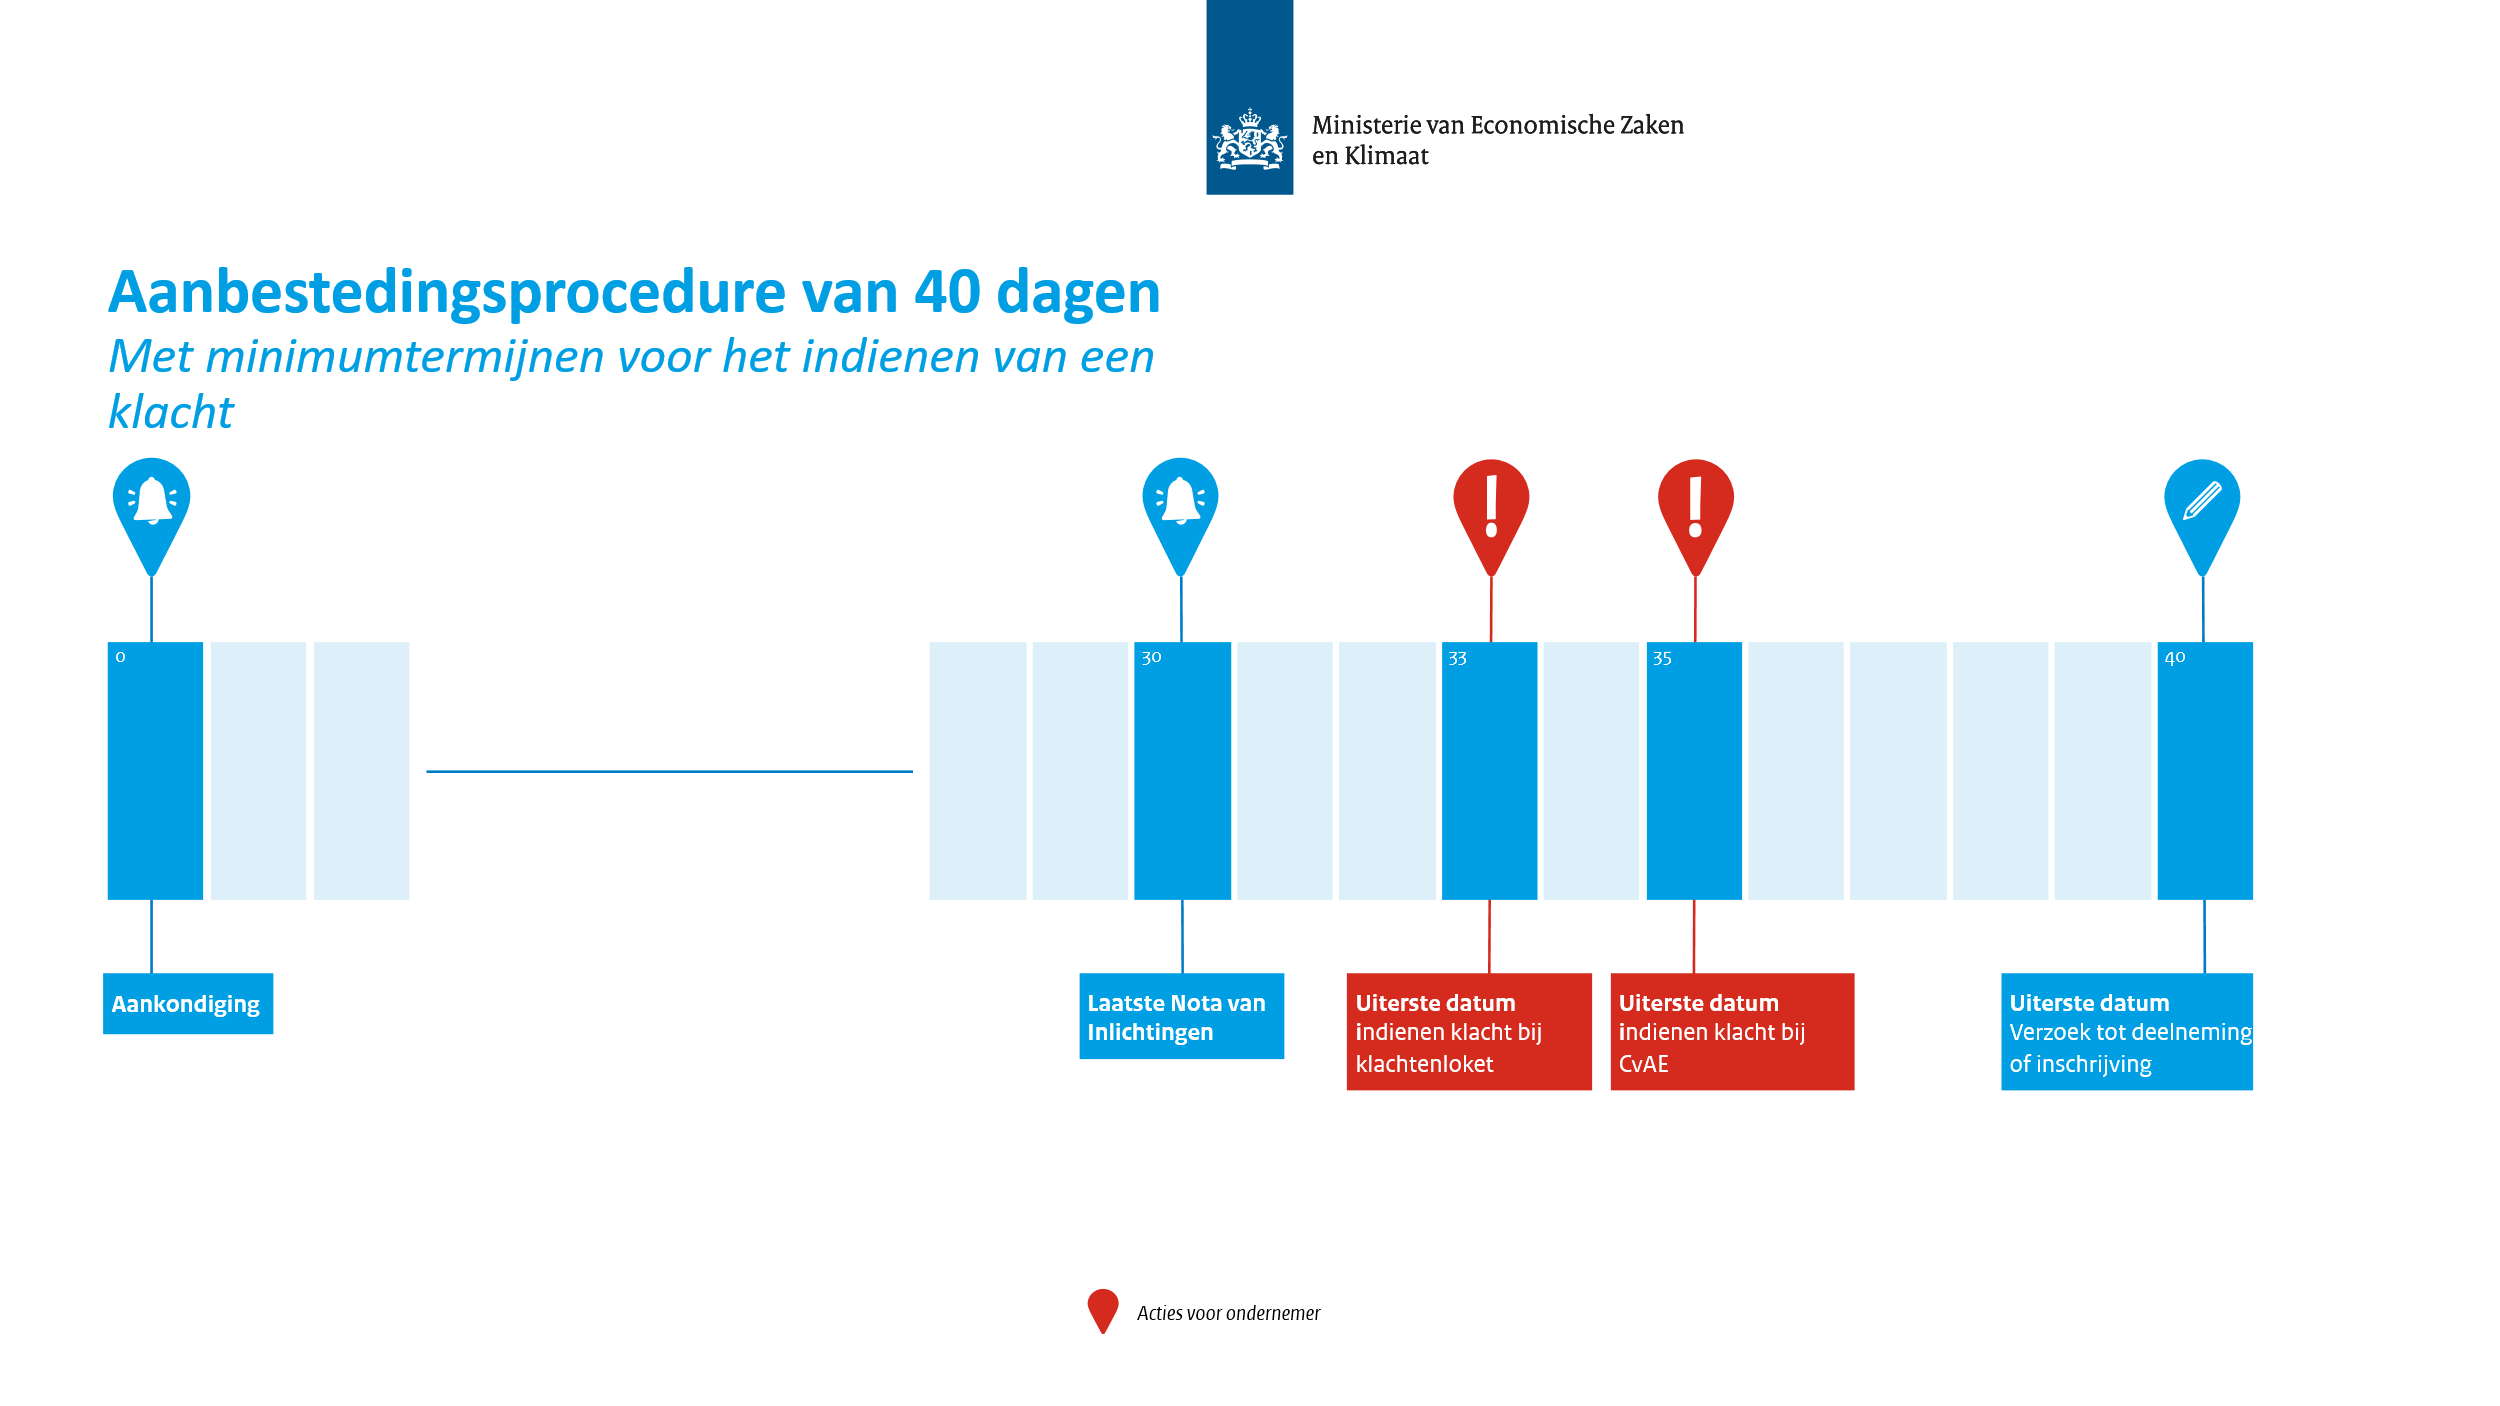 Ministerie van Economische Zaken
en Klimaat
Aanbestedingsprocedure van 40 dagen
Met minimumtermijnen voor het indienen van een
klacht
0
30
33
35
40
Aankondiging
Laatste Nota van
Inlichtingen
Uiterste datum
indienen klacht bij
klachtenloket
Uiterste datum
indienen klacht bij
CvAE
Uiterste datum
Verzoek tot deelneming
of inschrijving
Acties voor ondernemer